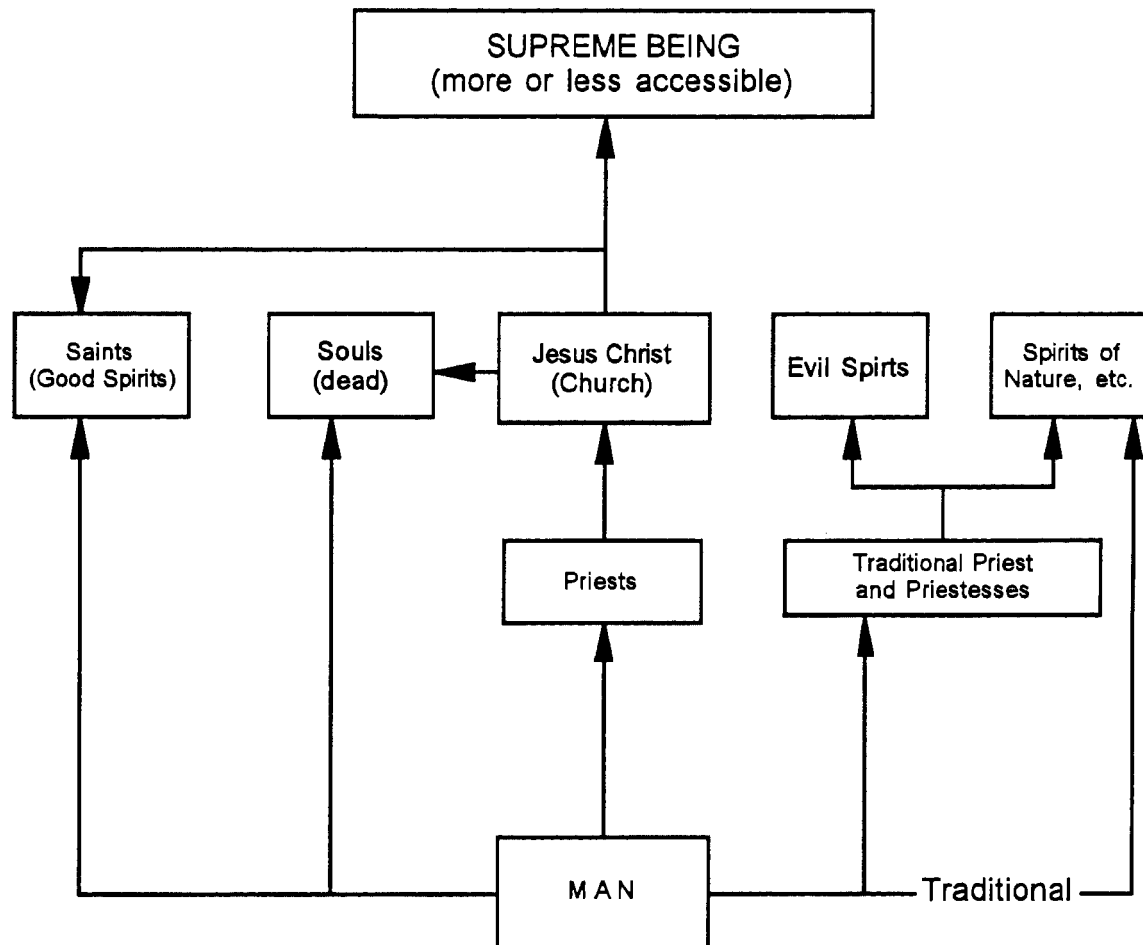 SUPREME BEING
(more or less accessible)
Saints
(Good Spirits)
Souls
(dead)
Jesus Christ
(Church)
Evil Spirts
Spirits of
Nature, etc.
Priests
Traditional Priest
and Priestesses
MAN
Traditional